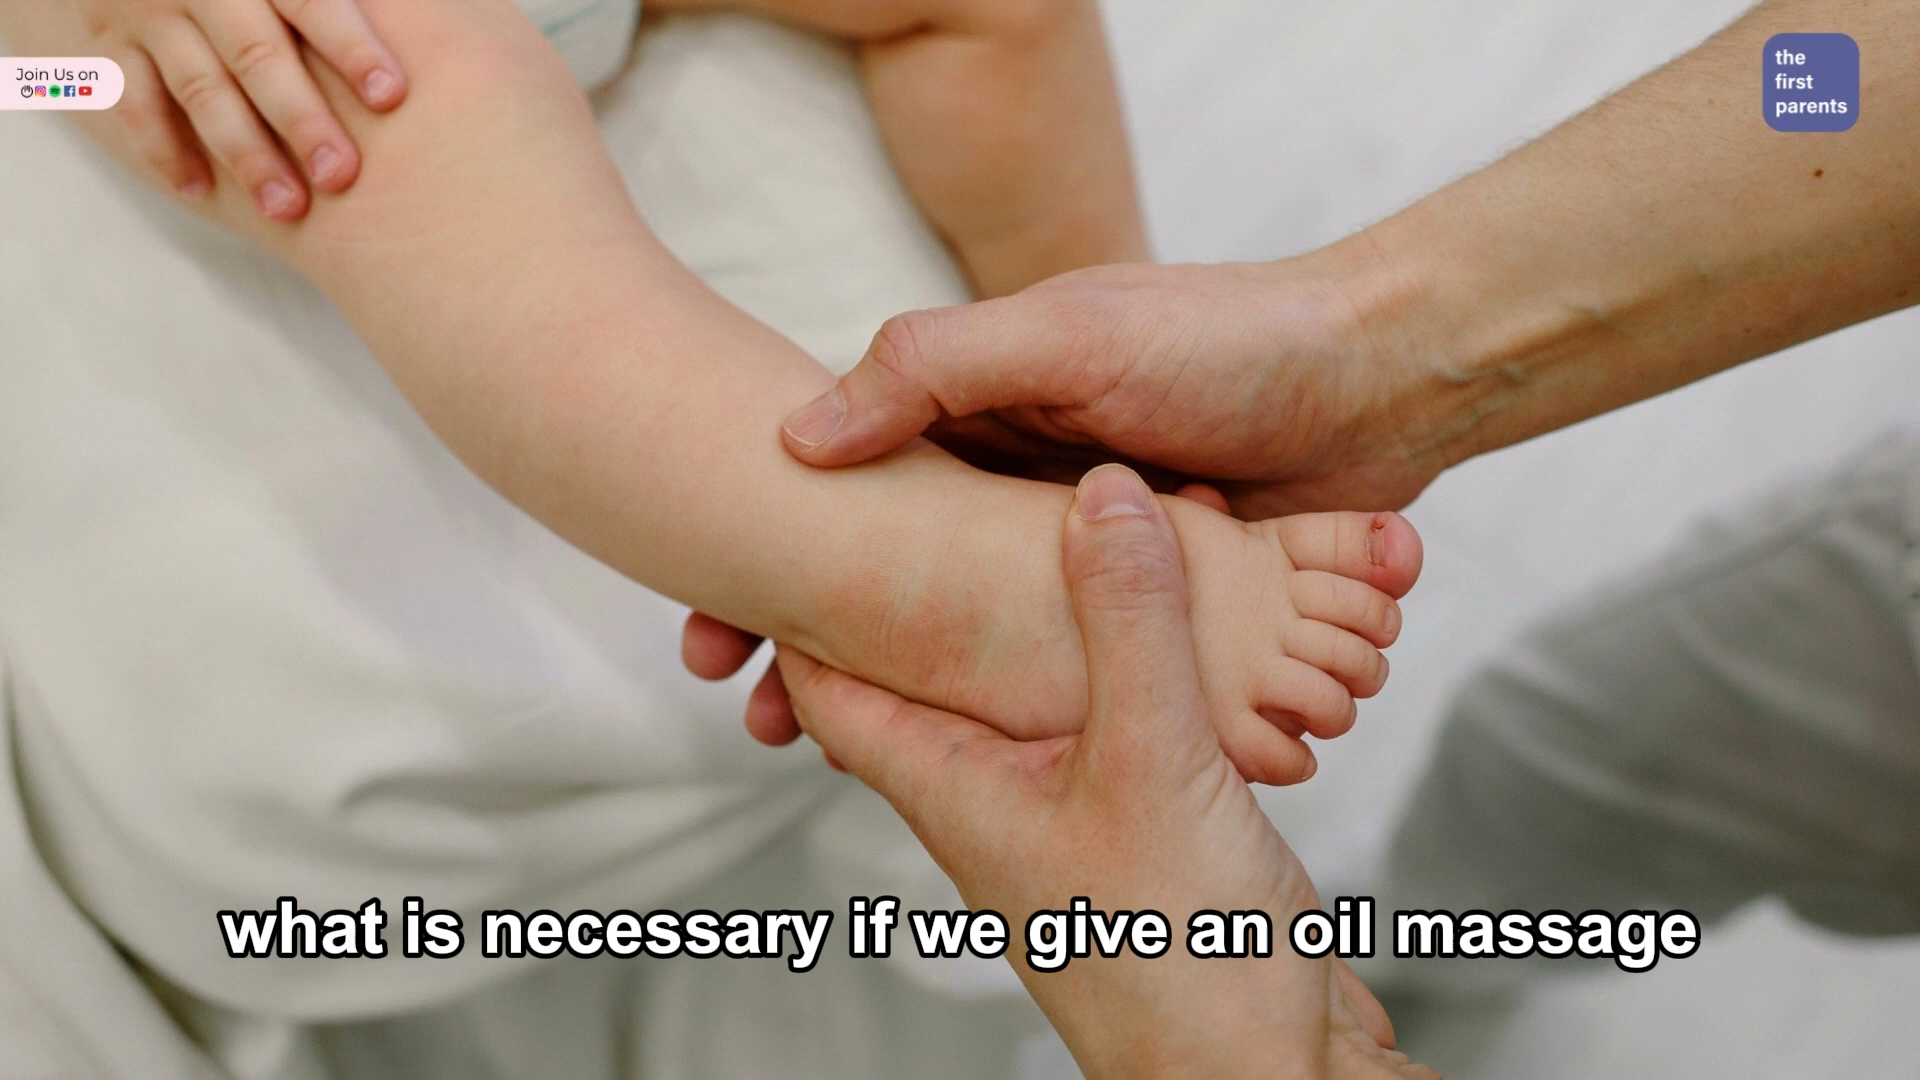 Join Us on
the
first
parents
what is necessary if we give an oil massage